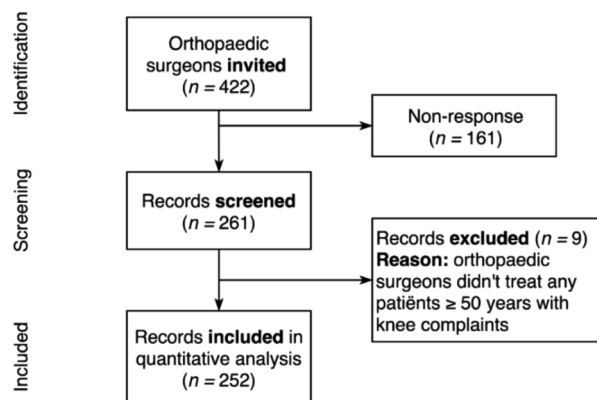 Identification
Orthopaedic
surgeons invited
(n = 422)
Non-response
(n = 161)
Screening
Records screened
(n = 261)
Records excluded (n = 9)
Reason: orthopaedic
surgeons didn't treat any
patiënts ≥ 50 years with
knee complaints
Included
Records included in
quantitative analysis
(n = 252)